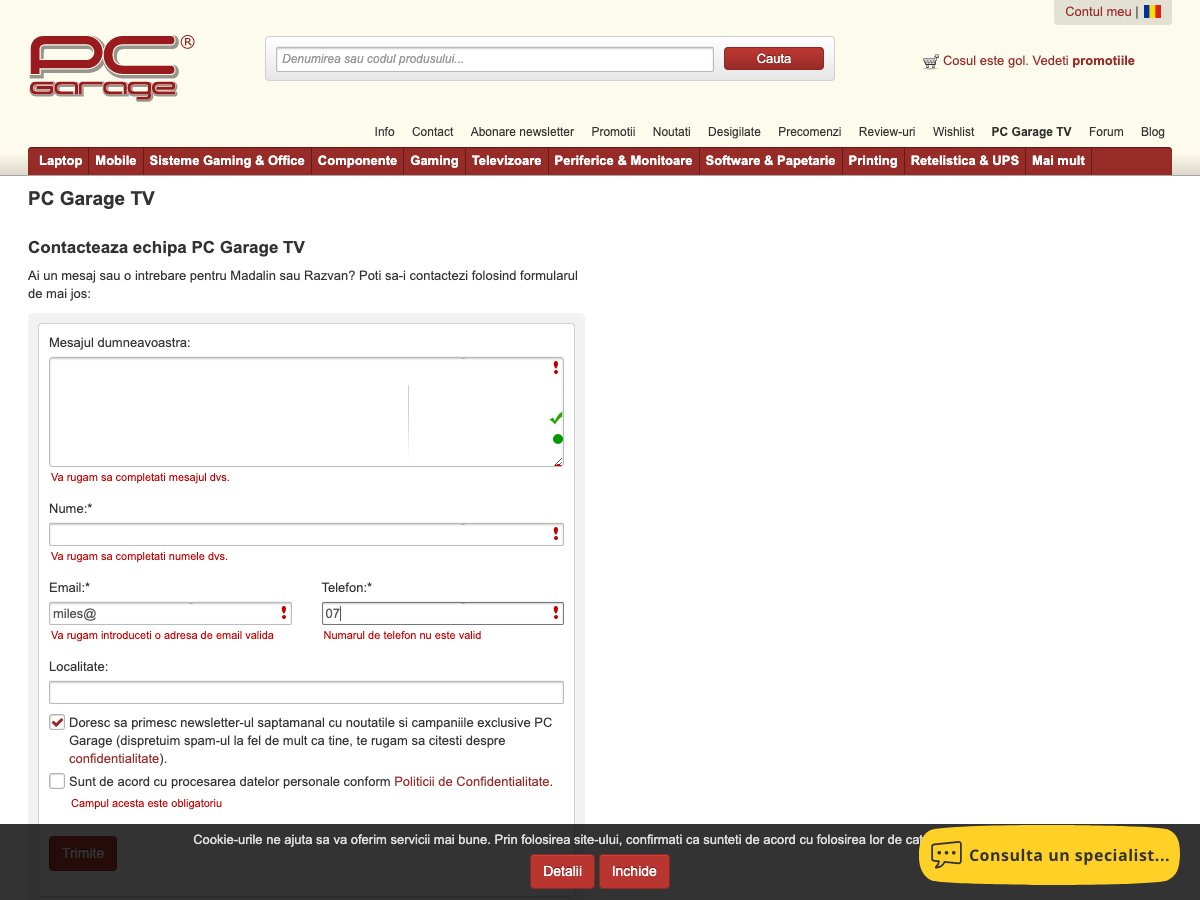 Contul meu |
PC ®
Garage
Denumirea sau codul produsului...
Cauta
Cosul este gol. Vedeti promotiile
Info Contact Abonare newsletter Promotii Noutati Desigilate Precomenzi Review-uri Wishlist PC Garage TV Forum Blog
Laptop Mobile Sisteme Gaming & Office Componente Gaming Televizoare Periferice & Monitoare Software & Papetarie Printing Retelistica & UPS Mai mult
PC Garage TV
Contacteaza echipa PC Garage TV
Ai un mesaj sau o intrebare pentru Madalin sau Razvan? Poti sa-i contactezi folosind formularul
de mai jos:
Mesajul dumneavoastra:
Va rugam sa completati mesajul dvs.
Nume:*
Va rugam sa completati numele dvs.
Email:* Telefon:*
miles@ 07
Va rugam introduceti o adresa de email valida Numarul de telefon nu este valid
Localitate:
Doresc sa primesc newsletter-ul saptamanal cu noutatile si campaniile exclusive PC
Garage (dispretuim spam-ul la fel de mult ca tine, te rugam sa citesti despre
confidentialitate).
Sunt de acord cu procesarea datelor personale conform Politicii de Confidentialitate.
Campul acesta este obligatoriu
Cookie-urile ne ajuta sa va oferim servicii mai bune. Prin folosirea site-ului, confirmati ca sunteti de acord cu folosirea lor de cat
Trimite
Consulta un specialist...
Detalii Inchide